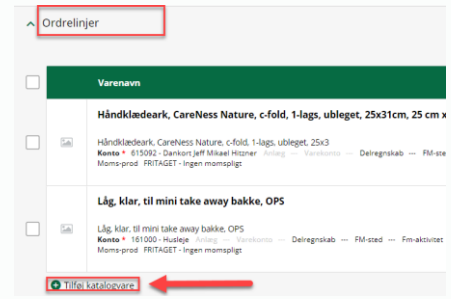 Ordrelinjer
Varenavn
Håndklædeark, CareNess Nature, c-fold, 1-lags, ubleget, 25x31cm, 25 cm x
Håndklædeark, CareNess Nature, c-fold, 1-lags, ubleget, 25x3
Konto * 615092 - Dankort Jeff Mikael Hitzner Anlæg --- Varekonto --- Delregnskab --- FM-ste
Moms-prod FRITAGET - Ingen momspligt
Låg, klar, til mini take away bakke, OPS
Låg, klar, til mini take away bakke, OPS
Konto * 161000 - Husleje Anlæg --- Varekonto --- Delregnskab --- FM-sted --- Fm-aktivitet
Moms-prod FRITAGET - Ingen momspligt
Tilføj katalogvare